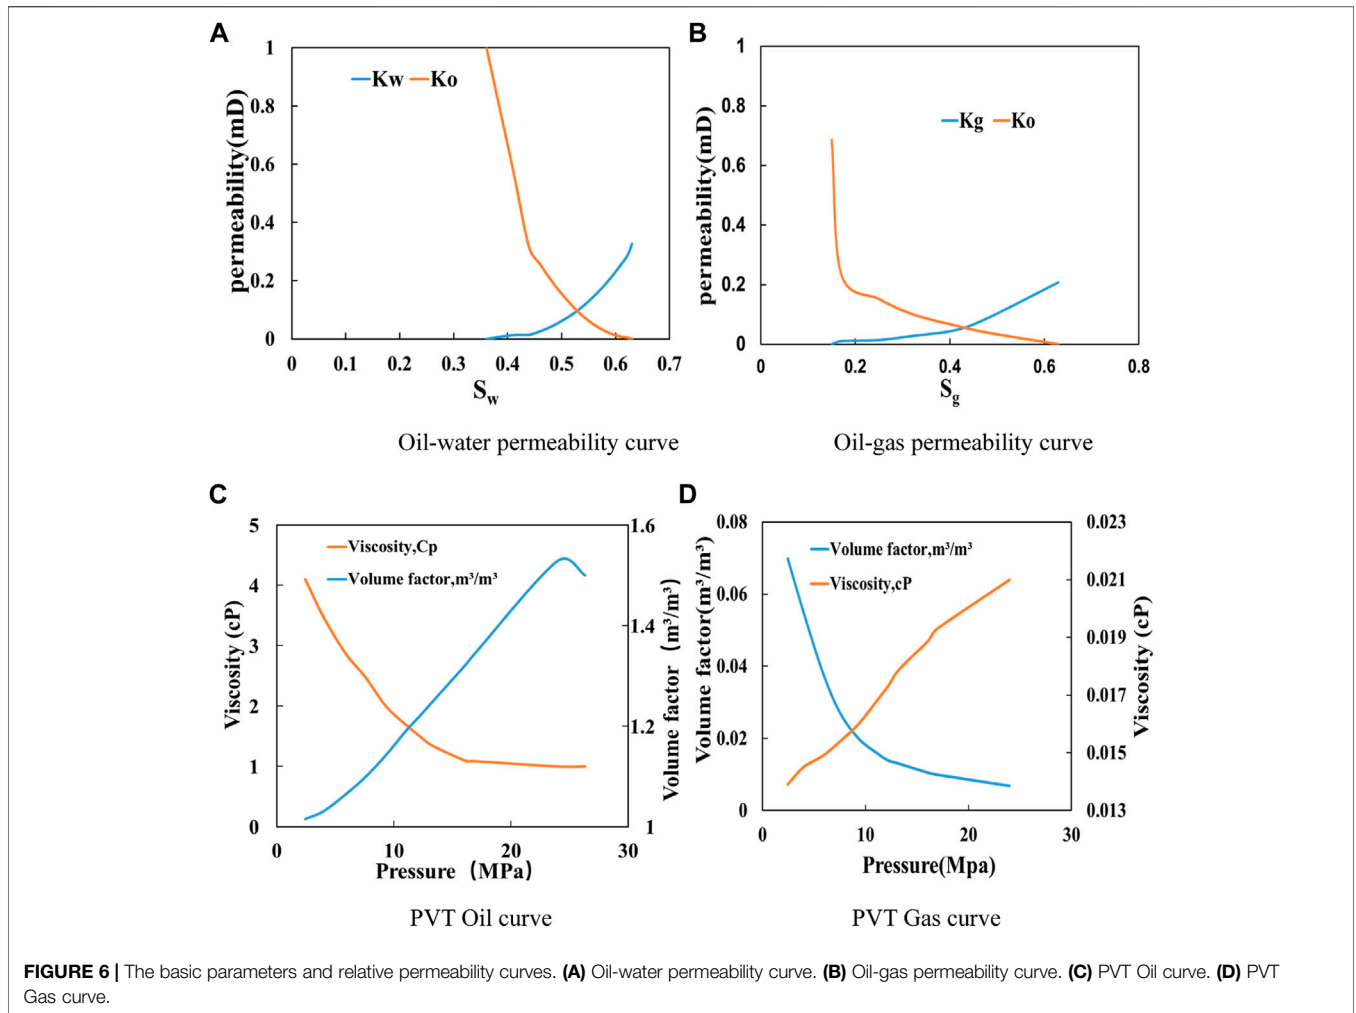 A
B
1
0.8
0.6
0.4
0.2
0
permeability(mD)
Kw Ko
0 0.1 0.2 0.3 0.4 0.5 0.6 0.7
Sw
Oil-water permeability curve
1
0.8
0.6
0.4
0.2
0
permeability(mD)
Kg Ko
0 0.2 0.4 0.6 0.8
Sg
Oil-gas permeability curve
C
D
5
4
3
2
1
0
Viscosity (cP)
Viscosity,Cp
Volume factor,m³/m³
1.6
1.4
1.2
1
Volume factor (m³/m³)
0 10 20 30
Pressure (MPa)
PVT Oil curve
0.08
0.06
0.04
0.02
0
Volume factor(m³/m³)
Volume factor,m³/m³
Viscosity,cP
0.023
0.021
0.019
0.017
0.015
0.013
Viscosity (cP)
0 10 20 30
Pressure(Mpa)
PVT Gas curve
FIGURE 6 | The basic parameters and relative permeability curves. (A) Oil-water permeability curve. (B) Oil-gas permeability curve. (C) PVT Oil curve. (D) PVT
Gas curve.